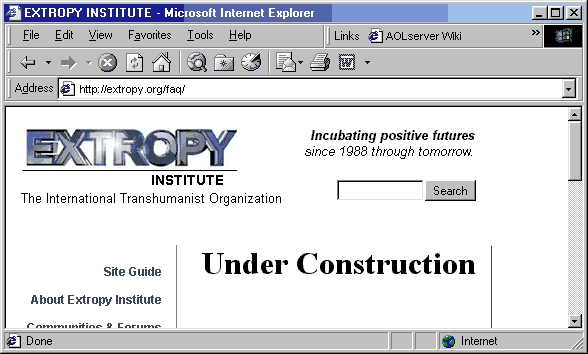 EXTROPY INSTITUTE - Microsoft Internet Explorer
File Edit View Favorites Tools Help Links AOLserver Wiki »
W
Address http://extropy.org/faq/
EXTROPY
INSTITUTE
The International Transhumanist Organization
Incubating positive futures
since 1988 through tomorrow.
Search
Site Guide
About Extropy Institute
Communities & Forums
Under Construction
Done Internet